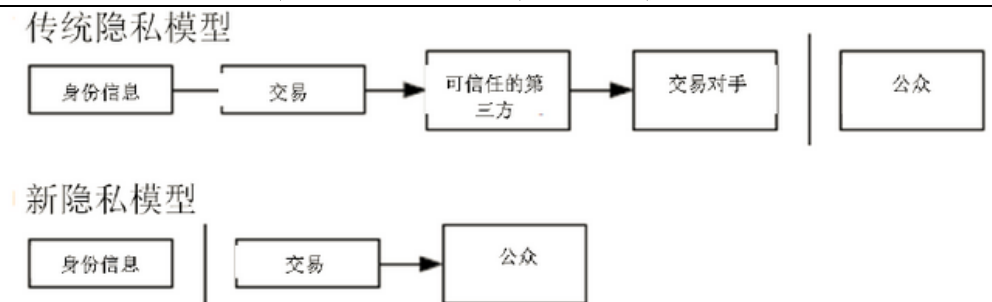 传统隐私模型
身份信息
交易
可信任的第
三方
交易对手
公众
新隐私模型
身份信息
交易
公众